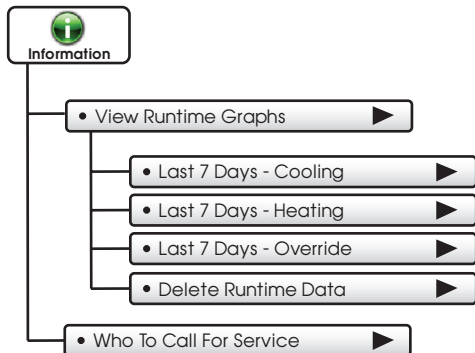 Information
• View Runtime Graphs
• Last 7 Days - Cooling
• Last 7 Days - Heating
• Last 7 Days - Override
• Delete Runtime Data
• Who To Call For Service